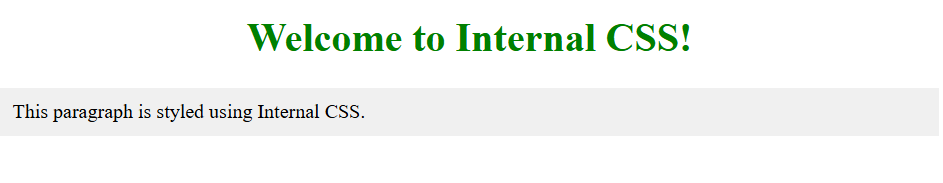 Welcome to Internal CSS!
This paragraph is styled using Internal CSS.